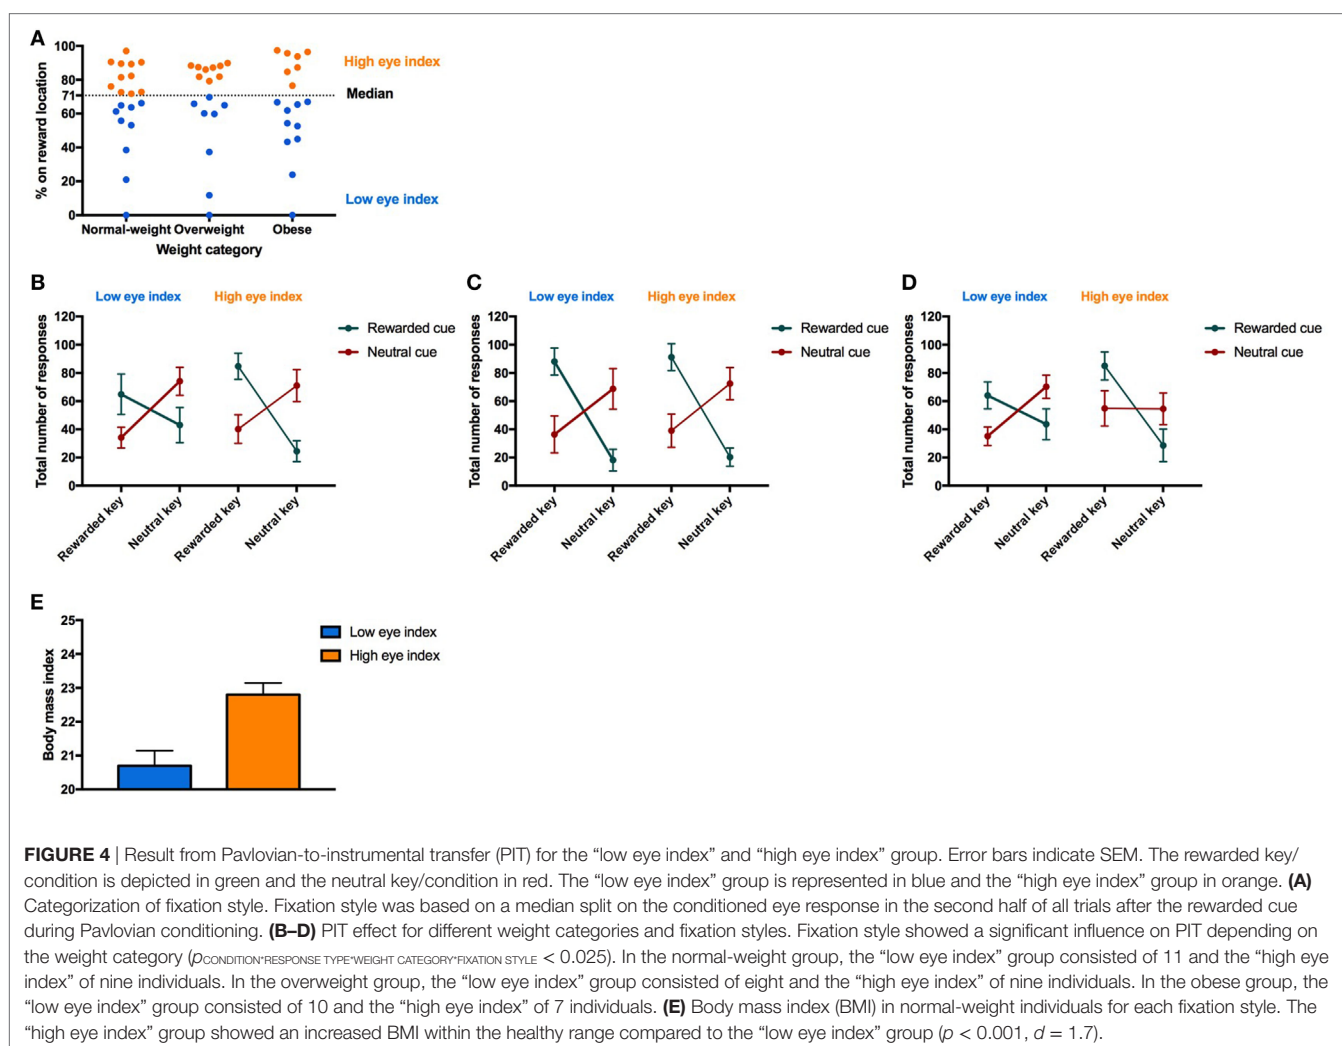 A
100
80
71
60
40
20
0
% on reward location
High eye index
Median
Low eye index
Normal-weight Overweight Obese
Weight category
B
Low eye index High eye index
120
100
80
60
40
20
0
Total number of responses
Rewarded key
Neutral key
Rewarded key
Neutral key
Rewarded cue
Neutral cue
C
Low eye index High eye index
120
100
80
60
40
20
0
Total number of responses
Rewarded key
Neutral key
Rewarded key
Neutral key
Rewarded cue
Neutral cue
D
Low eye index High eye index
120
100
80
60
40
20
0
Total number of responses
Rewarded key
Neutral key
Rewarded key
Neutral key
Rewarded cue
Neutral cue
E
25
24
23
22
21
20
Body mass index
Low eye index
High eye index
FIGURE 4 | Result from Pavlovian-to-instrumental transfer (PIT) for the “low eye index” and “high eye index” group. Error bars indicate SEM. The rewarded key/
condition is depicted in green and the neutral key/condition in red. The “low eye index” group is represented in blue and the “high eye index” group in orange. (A)
Categorization of fixation style. Fixation style was based on a median split on the conditioned eye response in the second half of all trials after the rewarded cue
during Pavlovian conditioning. (B–D) PIT effect for different weight categories and fixation styles. Fixation style showed a significant influence on PIT depending on
the weight category (pCONDITION*RESPONSE TYPE*WEIGHT CATEGORY*FIXATION STYLE < 0.025). In the normal-weight group, the “low eye index” group consisted of 11 and the “high eye
index” of nine individuals. In the overweight group, the “low eye index” group consisted of eight and the “high eye index” of nine individuals. In the obese group, the
“low eye index” group consisted of 10 and the “high eye index” of 7 individuals. (E) Body mass index (BMI) in normal-weight individuals for each fixation style. The
“high eye index” group showed an increased BMI within the healthy range compared to the “low eye index” group (p < 0.001, d = 1.7).